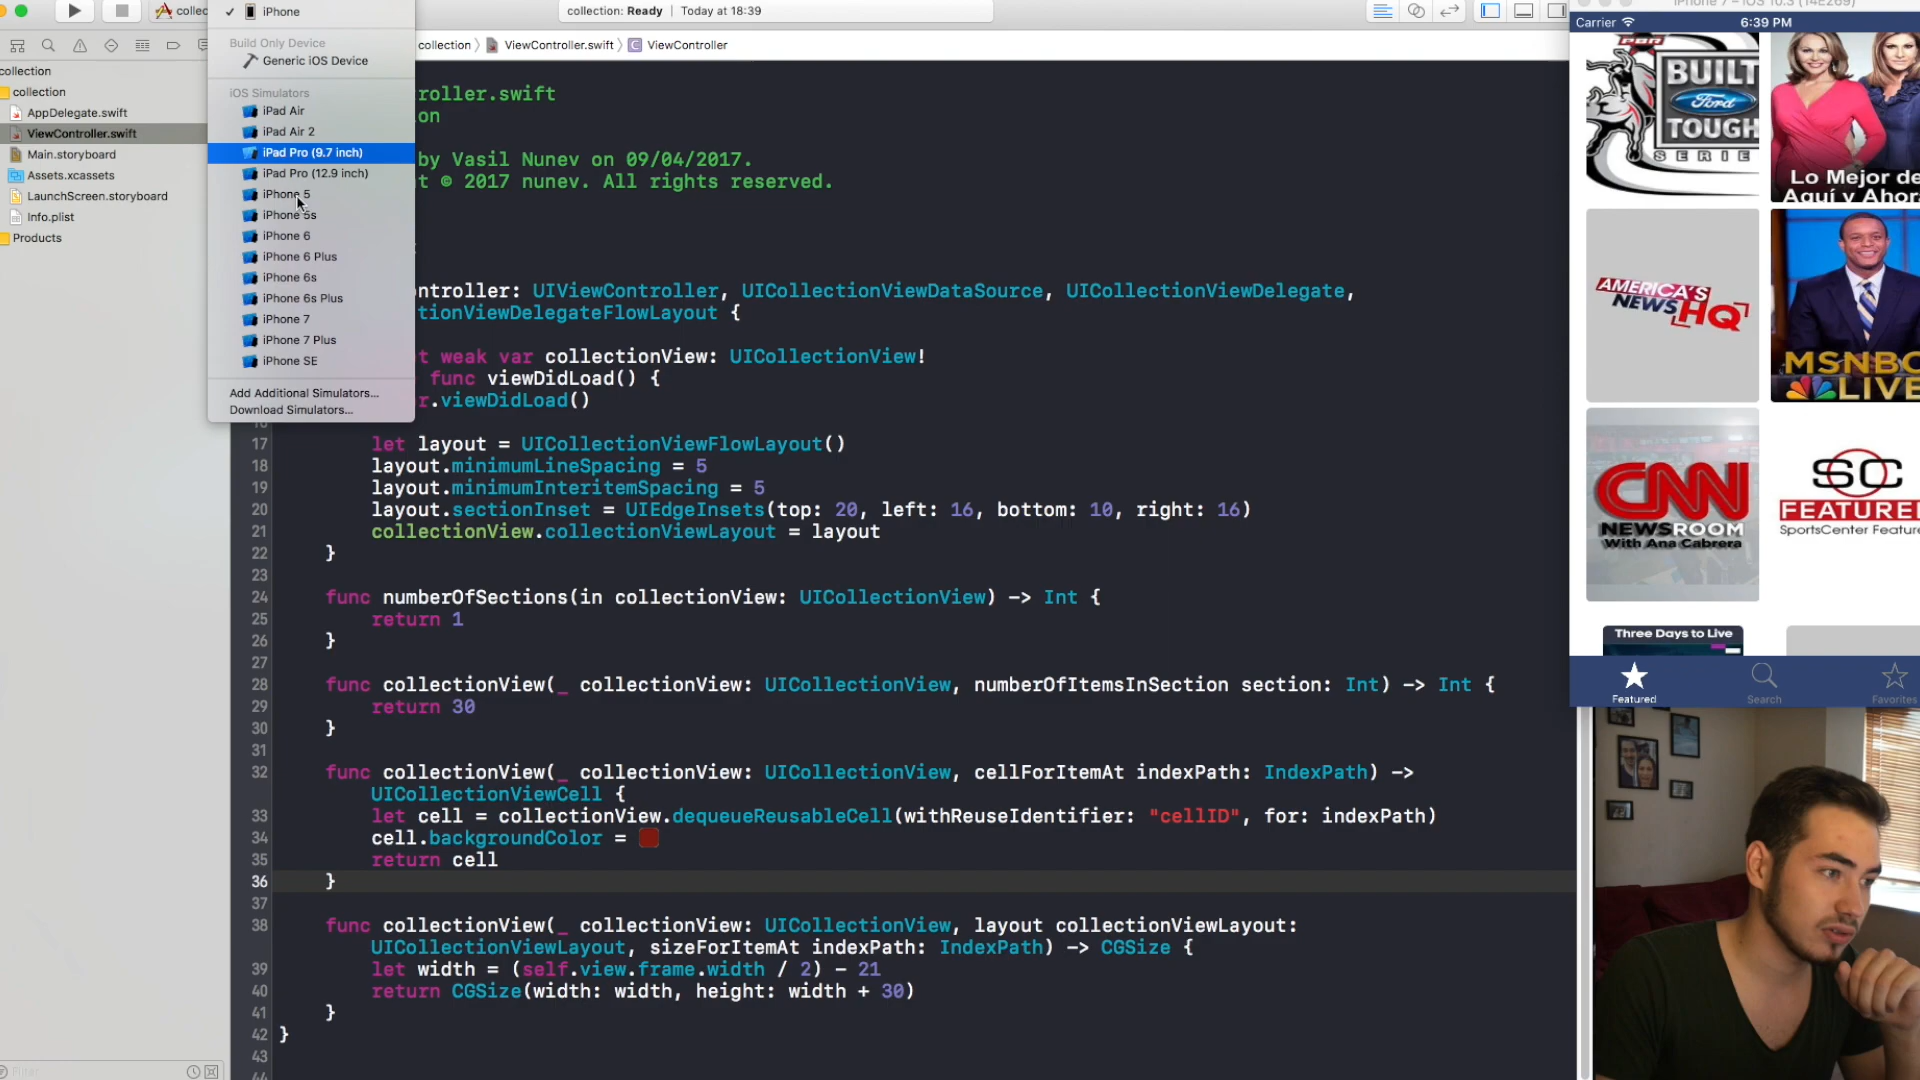 collec
iPhone
collection: Ready
Today at 18:39
iPhone 7 – iOS 10.3 (14E269)
Build Only Device
Generic iOS Device
collection
ViewController.swift
ViewController
Carrier
6:39 PM
collection
collection
AppDelegate.swift
ViewController.swift
Main.storyboard
Assets.xcassets
LaunchScreen.storyboard
Info.plist
Products
iOS Simulators
iPad Air
iPad Air 2
iPad Pro (9.7 inch)
iPad Pro (12.9 inch)
iPhone 5
iPhone 5s
iPhone 6
iPhone 6 Plus
iPhone 6s
iPhone 6s Plus
iPhone 7
iPhone 7 Plus
iPhone SE
Add Additional Simulators...
Download Simulators...
roller.swift
on
by Vasil Nunev on 09/04/2017.
t © 2017 nunev. All rights reserved.
ontroller: UIViewController, UICollectionViewDataSource, UICollectionViewDelegate,
tionViewDelegateFlowLayout {
t weak var collectionView: UICollectionView!
func viewDidLoad() {
r.viewDidLoad()
17 let layout = UICollectionViewFlowLayout()
18 layout.minimumLineSpacing = 5
19 layout.minimumInteritemSpacing = 5
20 layout.sectionInset = UIEdgeInsets(top: 20, left: 16, bottom: 10, right: 16)
21 collectionView.collectionViewLayout = layout
22 }
23
24 func numberOfSections(in collectionView: UICollectionView) -> Int {
25 return 1
26 }
27
28 func collectionView(_ collectionView: UICollectionView, numberOfItemsInSection section: Int) -> Int {
29 return 30
30 }
31
32 func collectionView(_ collectionView: UICollectionView, cellForItemAt indexPath: IndexPath) ->
UICollectionViewCell {
33 let cell = collectionView.dequeueReusableCell(withReuseIdentifier: "cellID", for: indexPath)
34 cell.backgroundColor =
35 return cell
36 }
37
38 func collectionView(_ collectionView: UICollectionView, layout collectionViewLayout:
UICollectionViewLayout, sizeForItemAt indexPath: IndexPath) -> CGSize {
39 let width = (self.view.frame.width / 2) - 21
40 return CGSize(width: width, height: width + 30)
41 }
42 }
43
44
Filter
PBR
BUILT
Ford
TOUGH
SERIE
Lo Mejor de
Aquí y Ahor
AMERICA'S
NEWS HQ
MSNBC
LIVE
CNN
NEWSROOM
With Ana Cabrera
SC
FEATURE
SportsCenter Featur
Three Days to Live
Featured
Search
Favorites